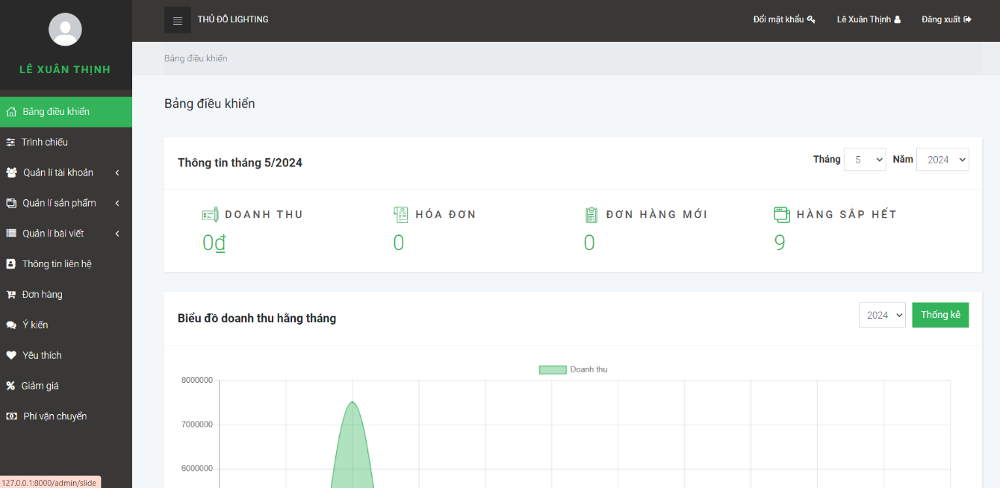 THỦ ĐÔ LIGHTING
Đổi mật khẩu
Lê Xuân Thịnh
Đăng xuất
LÊ XUÂN THỊNH
Bảng điều khiển
Trình chiếu
Quản lí tài khoản
Quản lí sản phẩm
Quản lí bài viết
Thông tin liên hệ
Đơn hàng
Ý kiến
Yêu thích
Giảm giá
Phí vận chuyển
Bảng điều khiển
Bảng điều khiển
Thông tin tháng 5/2024
Tháng 5 Năm 2024
DOANH THU
0₫
HÓA ĐƠN
0
ĐƠN HÀNG MỚI
0
HÀNG SẮP HẾT
9
Biểu đồ doanh thu hằng tháng
2024
Thống kê
Doanh thu
8000000
7000000
6000000
127.0.0.1:8000/admin/slide